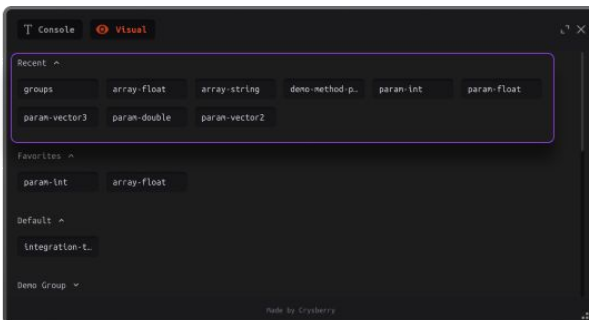 T Console Visual
Recent
groups array-float array-string demo-method-p… param-int param-float
param-vector3 param-double param-vector2
Favorites
param-int array-float
Default
integration-t…
Demo Group
Made by Crysberry